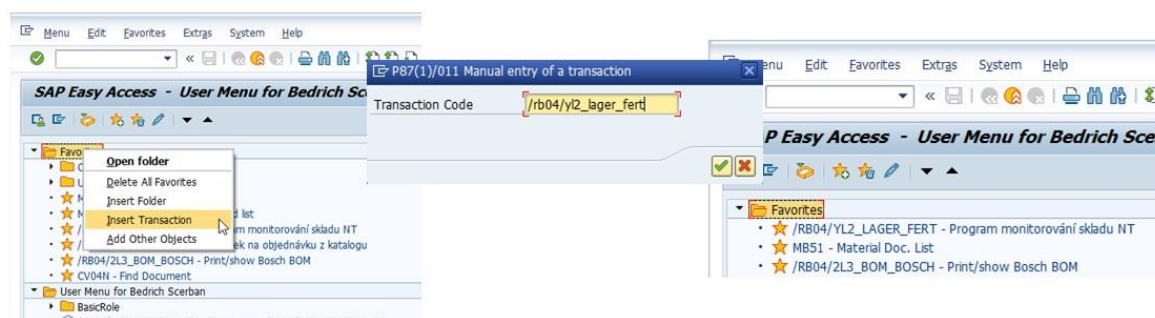 Menu Edit Favorites Extras System Help
SAP Easy Access - User Menu for Bedrich Sc
Favo
Open folder
Delete All Favorites
Insert Folder
Insert Transaction
Add Other Objects
d list
m monitorování skladu NT
ek na objednávku z katalogu
/RB04/2L3_BOM_BOSCH - Print/show Bosch BOM
CV04N - Find Document
User Menu for Bedrich Scerban
BasicRole
P87(1)/011 Manual entry of a transaction
Transaction Code /rb04/yl2_lager_fert
enu Edit Favorites Extras System Help
P Easy Access - User Menu for Bedrich Sce
Favorites
/RB04/YL2_LAGER_FERT - Program monitorování skladu NT
MB51 - Material Doc. List
/RB04/2L3_BOM_BOSCH - Print/show Bosch BOM